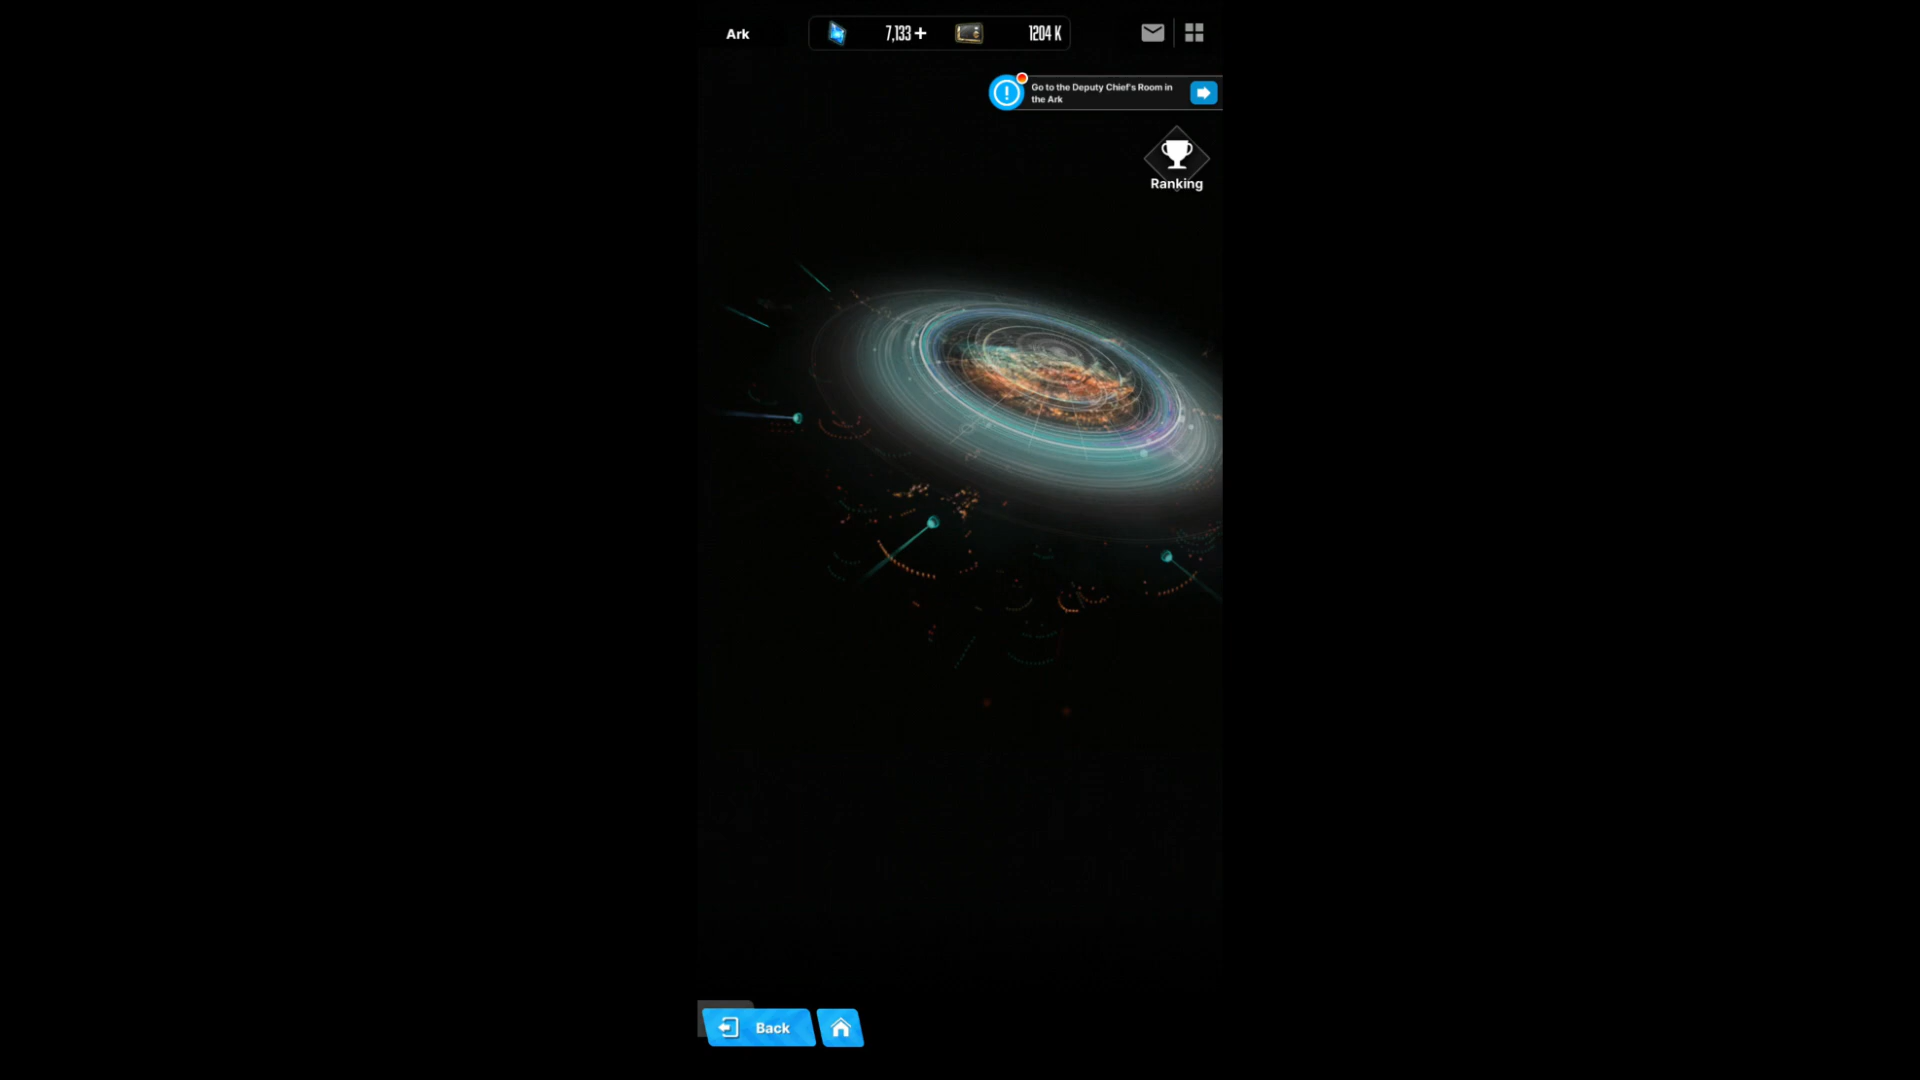 Ark
7,133
1204 K
Go to the Deputy Chief's Room in
the Ark
Ranking
Back